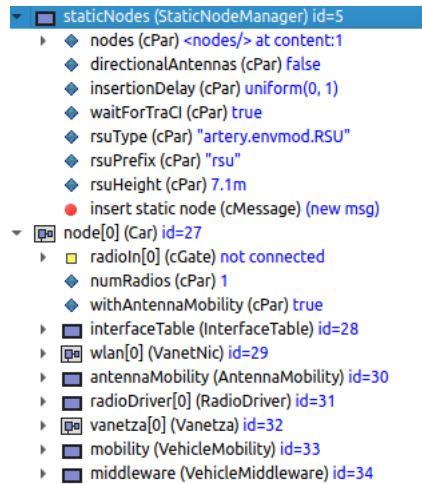 staticNodes (StaticNodeManager) id=5
nodes (cPar) <nodes/> at content:1
directionalAntennas (cPar) false
insertionDelay (cPar) uniform(0, 1)
waitForTraCI (cPar) true
rsuType (cPar) "artery.envmod.RSU"
rsuPrefix (cPar) "rsu"
rsuHeight (cPar) 7.1m
insert static node (cMessage) (new msg)
node[0] (Car) id=27
radioIn[0] (cGate) not connected
numRadios (cPar) 1
withAntennaMobility (cPar) true
interfaceTable (InterfaceTable) id=28
wlan[0] (VanetNic) id=29
antennaMobility (AntennaMobility) id=30
radioDriver[0] (RadioDriver) id=31
vanetza[0] (Vanetza) id=32
mobility (VehicleMobility) id=33
middleware (VehicleMiddleware) id=34